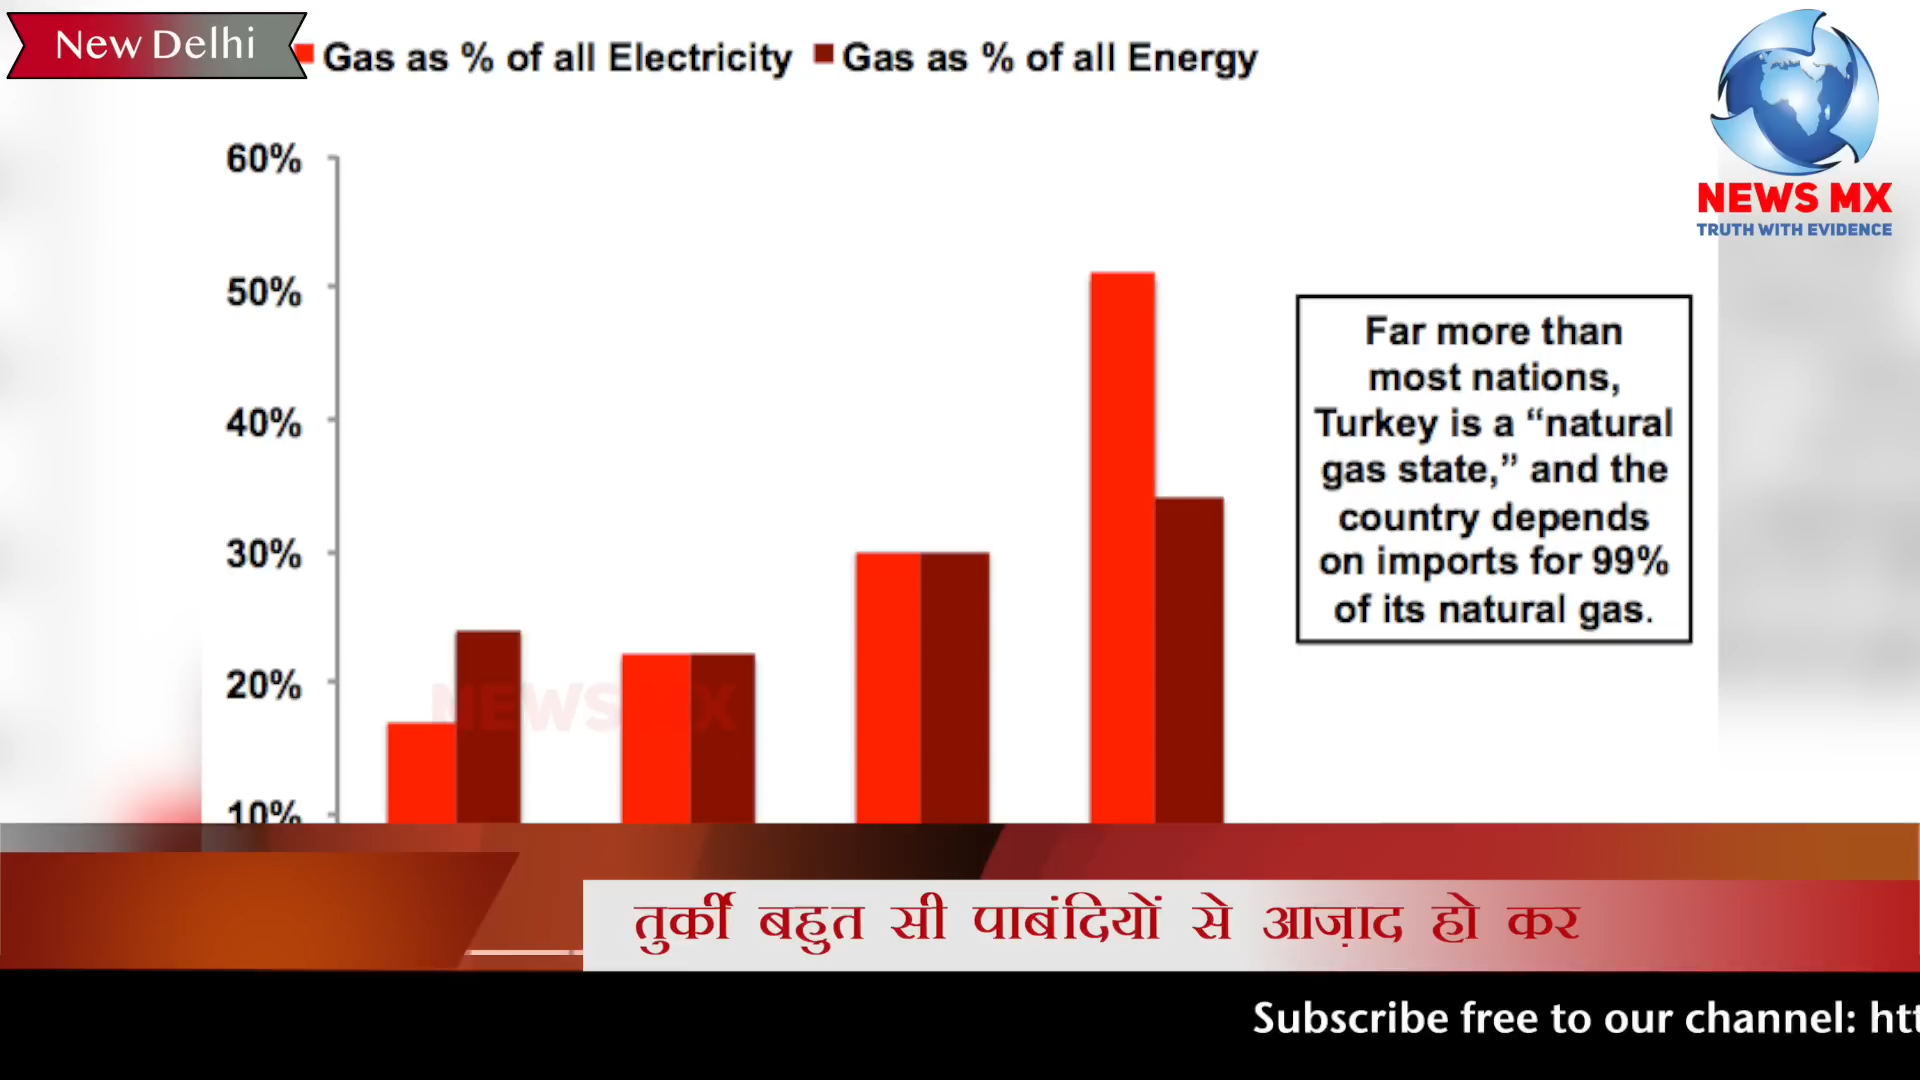 New Delhi
Gas as % of all Electricity
Gas as % of all Energy
NEWS MX
TRUTH WITH EVIDENCE
60%
50%
40%
30%
20%
10%
Far more than
most nations,
Turkey is a “natural
gas state,” and the
country depends
on imports for 99%
of its natural gas.
NEWS MX
तुर्की बहुत सी पाबंदियों से आज़ाद हो कर
Subscribe free to our channel: htt